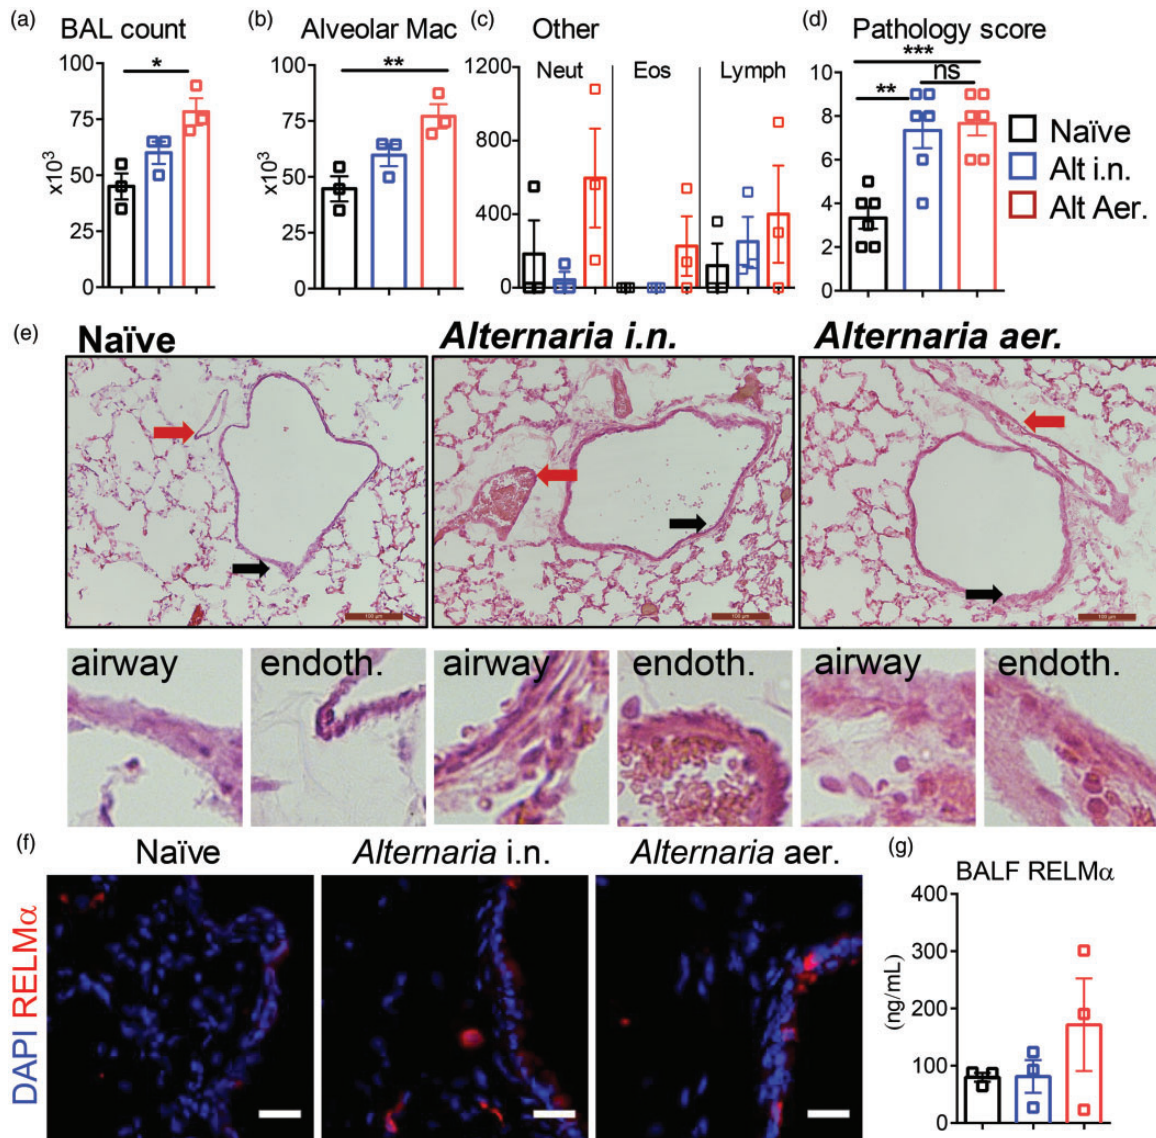 (a) BAL count
*
x10³
100
75
50
25
0
(b) Alveolar Mac
**
x10³
100
75
50
25
0
(c) Other
Neut Eos Lymph
1200
800
400
0
(d) Pathology score
***
ns
**
10
8
6
4
2
0
Naïve
Alt i.n.
Alt Aer.
(e)
Naïve Alternaria i.n. Alternaria aer.
airway endoth. airway endoth. airway endoth.
(f)
Naïve Alternaria i.n. Alternaria aer.
DAPI RELMα
(g)
BALF RELMα
(ng/mL)
400
300
200
100
0